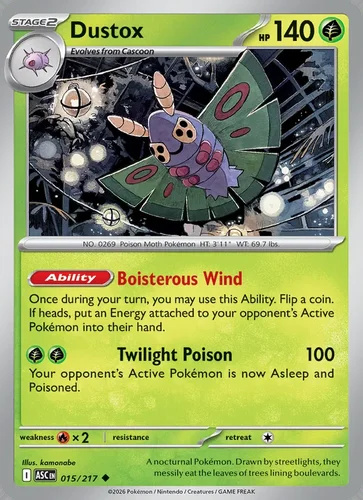 STAGE2
Dustox
HP 140
Evolves from Cascoon
NO. 0269 Poison Moth Pokémon HT: 3'11" WT: 69.7 lbs.
Ability Boisterous Wind
Once during your turn, you may use this Ability. Flip a coin.
If heads, put an Energy attached to your opponent's Active
Pokémon into their hand.
Twilight Poison 100
Your opponent's Active Pokémon is now Asleep and
Poisoned.
weakness ×2 resistance retreat
Illus. kamonabe
I ASC EN 015/217
A nocturnal Pokémon. Drawn by streetlights, they
messily eat the leaves of trees lining boulevards.
©2026 Pokémon / Nintendo / Creatures / GAME FREAK